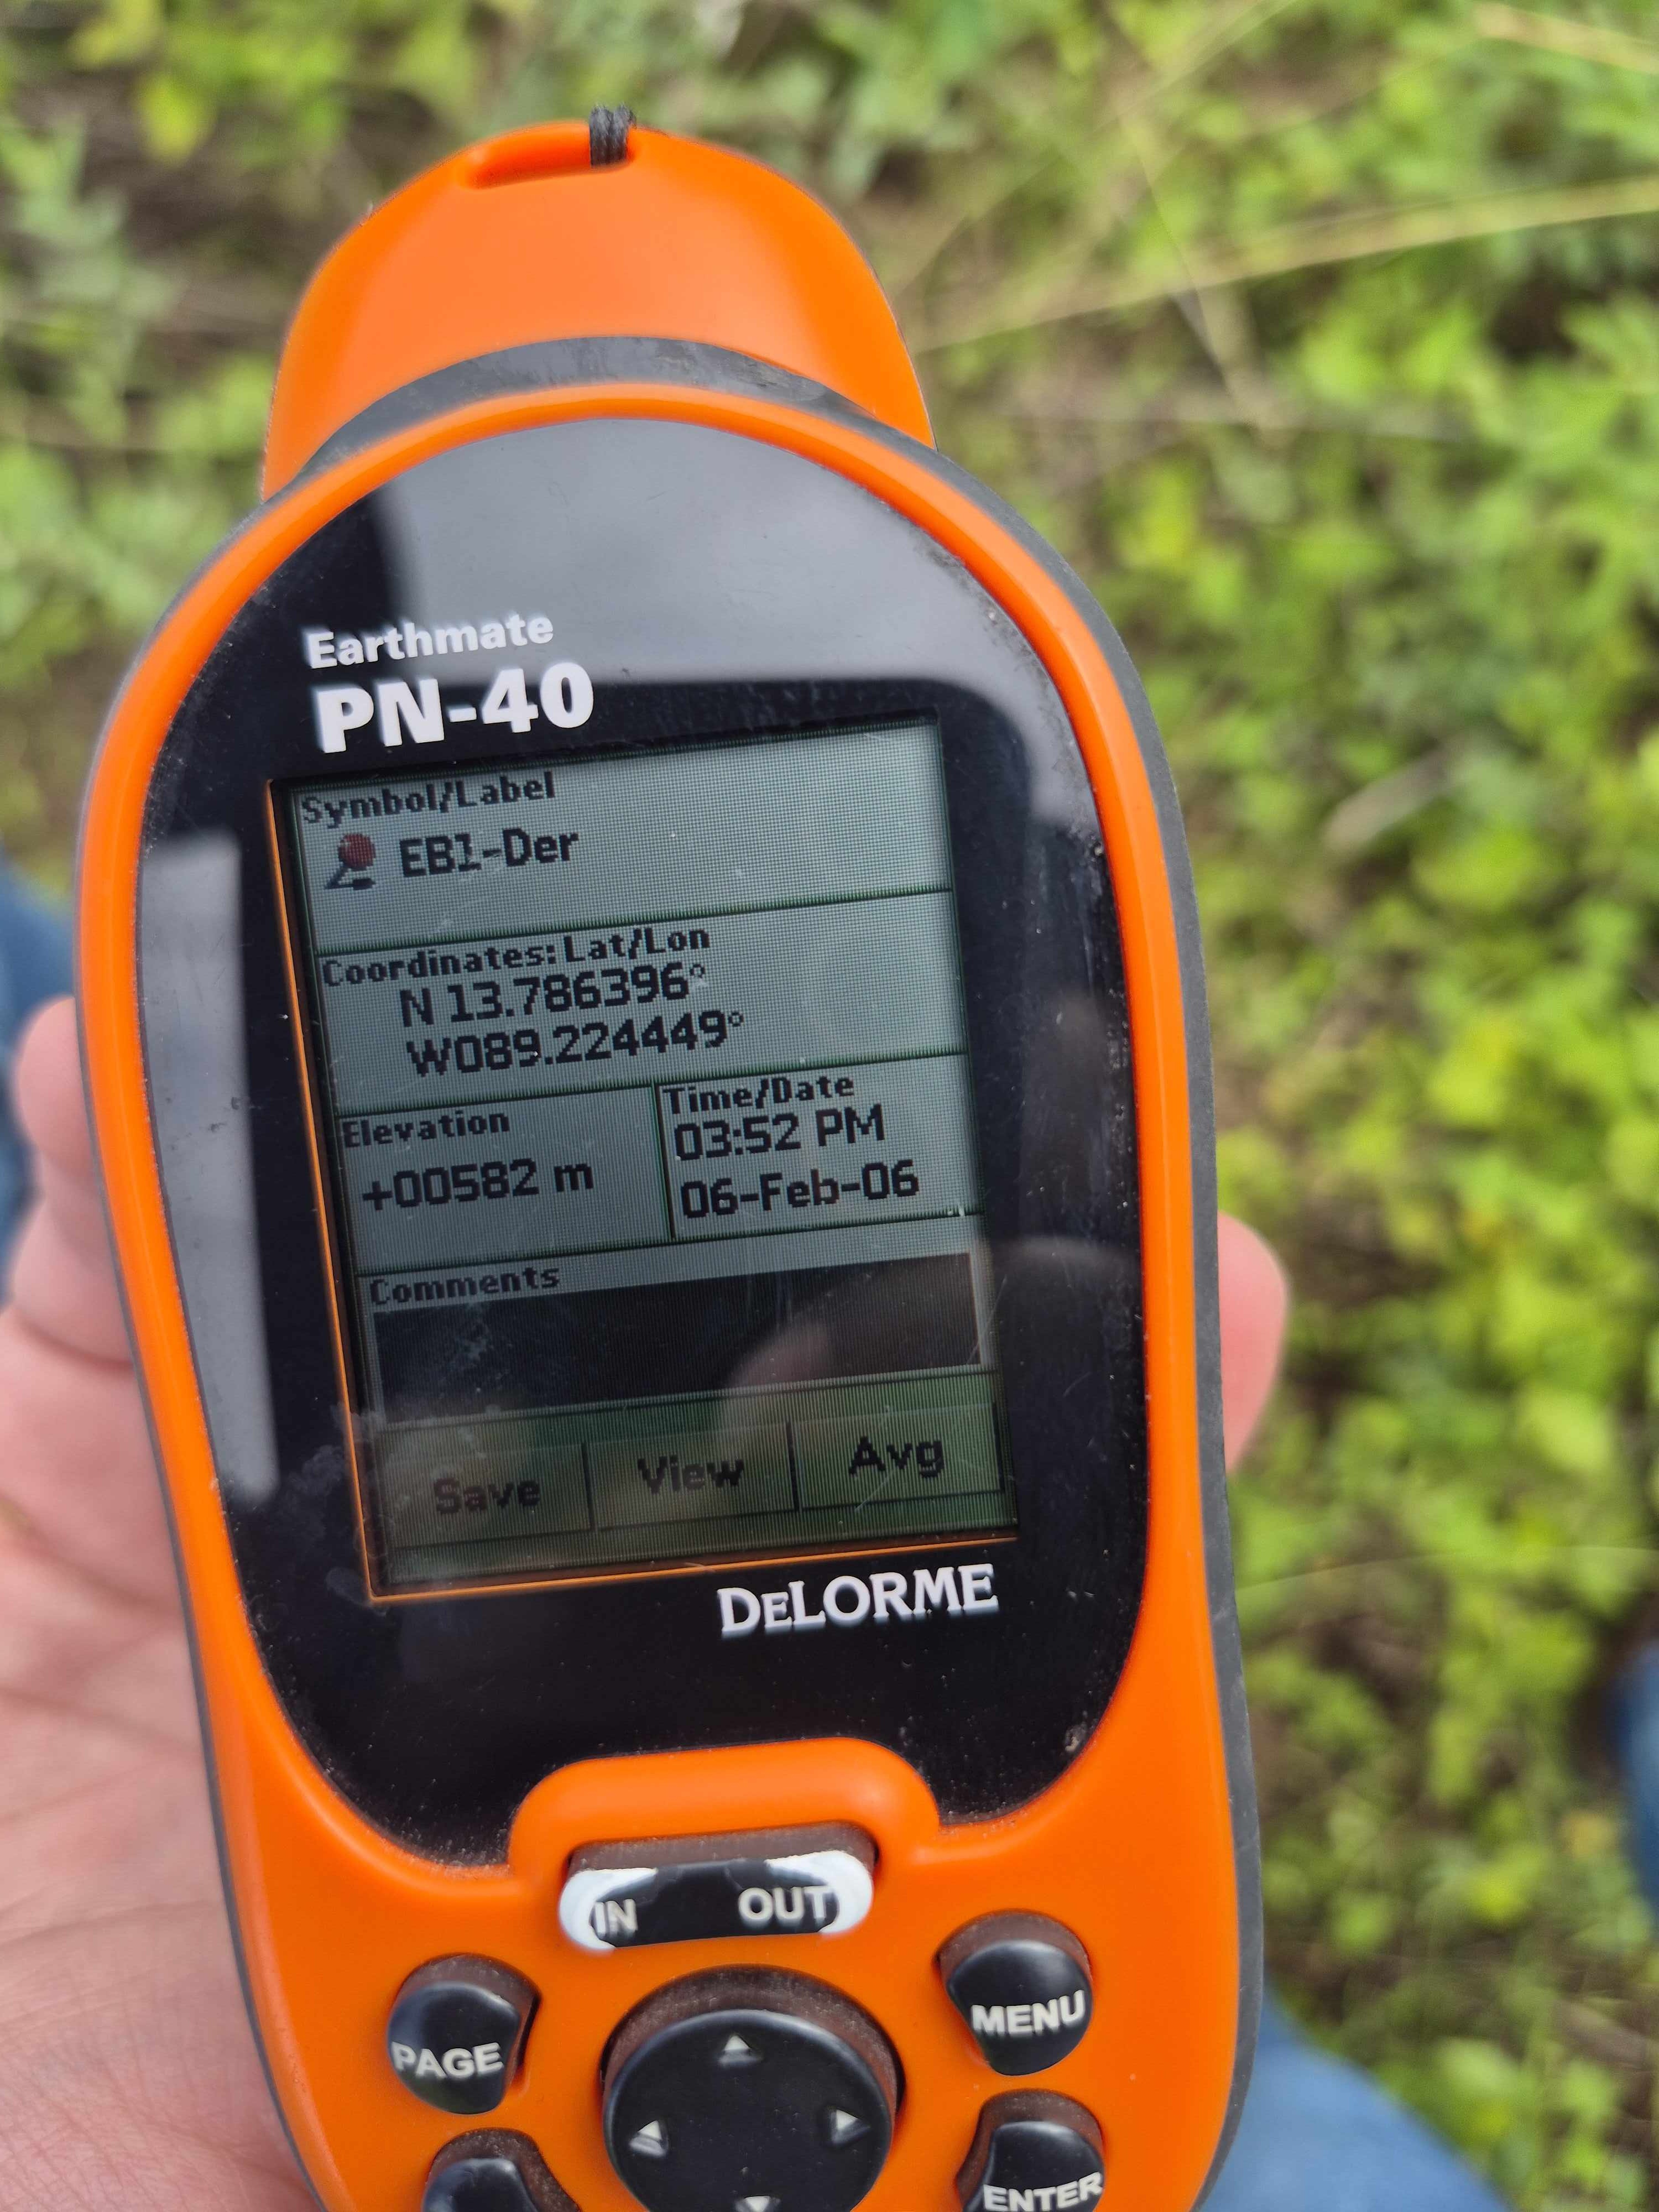 Earthmate
PN-40
Symbol/Label
EB1-Der
Coordinates: Lat/Lon
N 13.786396°
W089.224449°
Elevation
+00582 m
Time/Date
03:52 PM
06-Feb-06
Comments
Save View Avg
DELORME
IN OUT
PAGE
MENU
ENTER